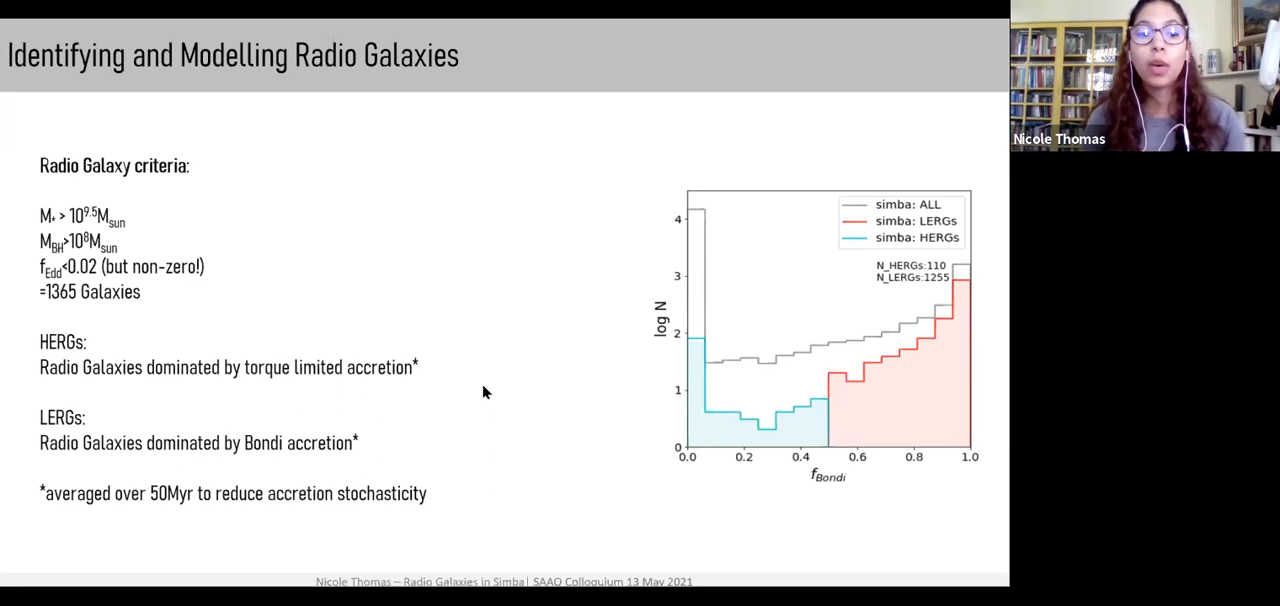 Identifying and Modelling Radio Galaxies
Nicole Thomas
Radio Galaxy criteria:
M* > 10^9.5 M_sun
M_BH>10^8 M_sun
f_Edd<0.02 (but non-zero!)
=1365 Galaxies
HERGs:
Radio Galaxies dominated by torque limited accretion*
LERGs:
Radio Galaxies dominated by Bondi accretion*
*averaged over 50Myr to reduce accretion stochasticity
simba: ALL
simba: LERGs
simba: HERGs
N_HERGs:110
N_LERGs:1255
4
3
2
1
0
log N
0.0 0.2 0.4 0.6 0.8 1.0
f_Bondi
Nicole Thomas – Radio Galaxies in Simba| SAAO Colloquium 13 May 2021